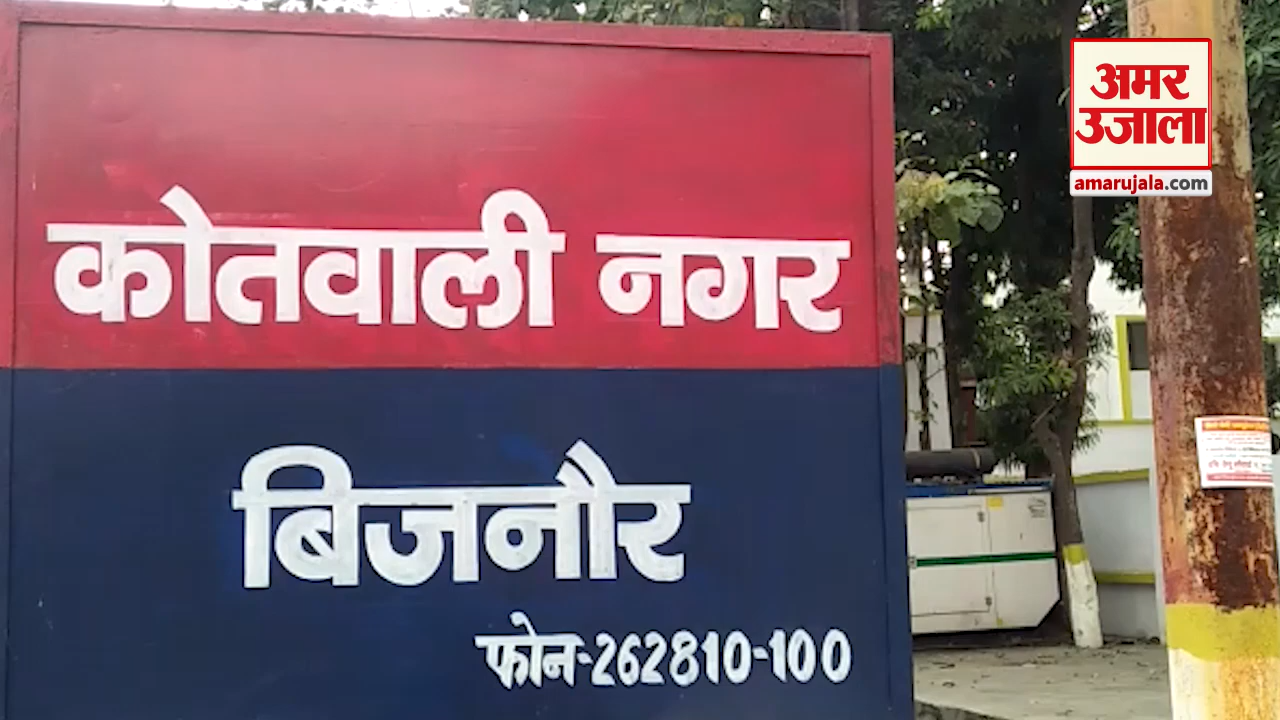 अमर
उजाला
amarujala.com
कोतवाली नगर
बिजनौर
फोन-262810-100